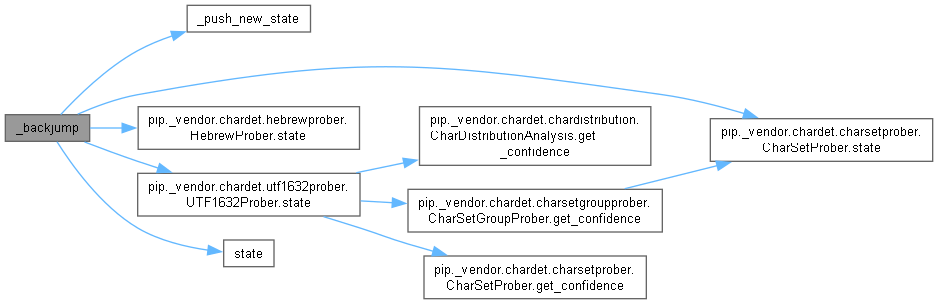 _push_new_state
_backjump
pip._vendor.chardet.hebrewprober.
HebrewProber.state
pip._vendor.chardet.chardistribution.
CharDistributionAnalysis.get
_confidence
pip._vendor.chardet.charsetprober.
CharSetProber.state
pip._vendor.chardet.utf1632prober.
UTF1632Prober.state
pip._vendor.chardet.charsetgroupprober.
CharSetGroupProber.get_confidence
state
pip._vendor.chardet.charsetprober.
CharSetProber.get_confidence